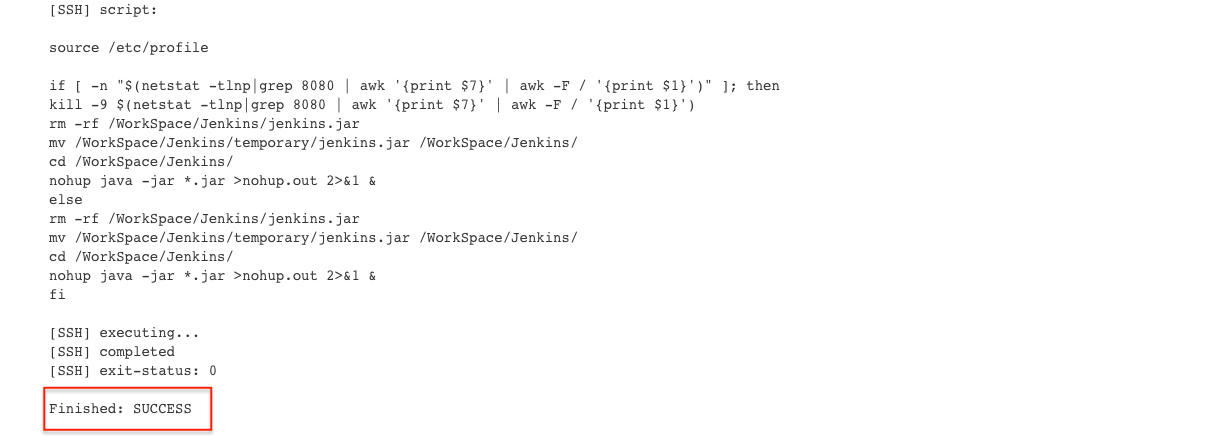 [SSH] script:
source /etc/profile
if [ -n "$(netstat -tlnp|grep 8080 | awk '{print $7}' | awk -F / '{print $1}')" ]; then
kill -9 $(netstat -tlnp|grep 8080 | awk '{print $7}' | awk -F / '{print $1}')
rm -rf /WorkSpace/Jenkins/jenkins.jar
mv /WorkSpace/Jenkins/temporary/jenkins.jar /WorkSpace/Jenkins/
cd /WorkSpace/Jenkins/
nohup java -jar *.jar >nohup.out 2>&1 &
else
rm -rf /WorkSpace/Jenkins/jenkins.jar
mv /WorkSpace/Jenkins/temporary/jenkins.jar /WorkSpace/Jenkins/
cd /WorkSpace/Jenkins/
nohup java -jar *.jar >nohup.out 2>&1 &
fi
[SSH] executing...
[SSH] completed
[SSH] exit-status: 0
Finished: SUCCESS